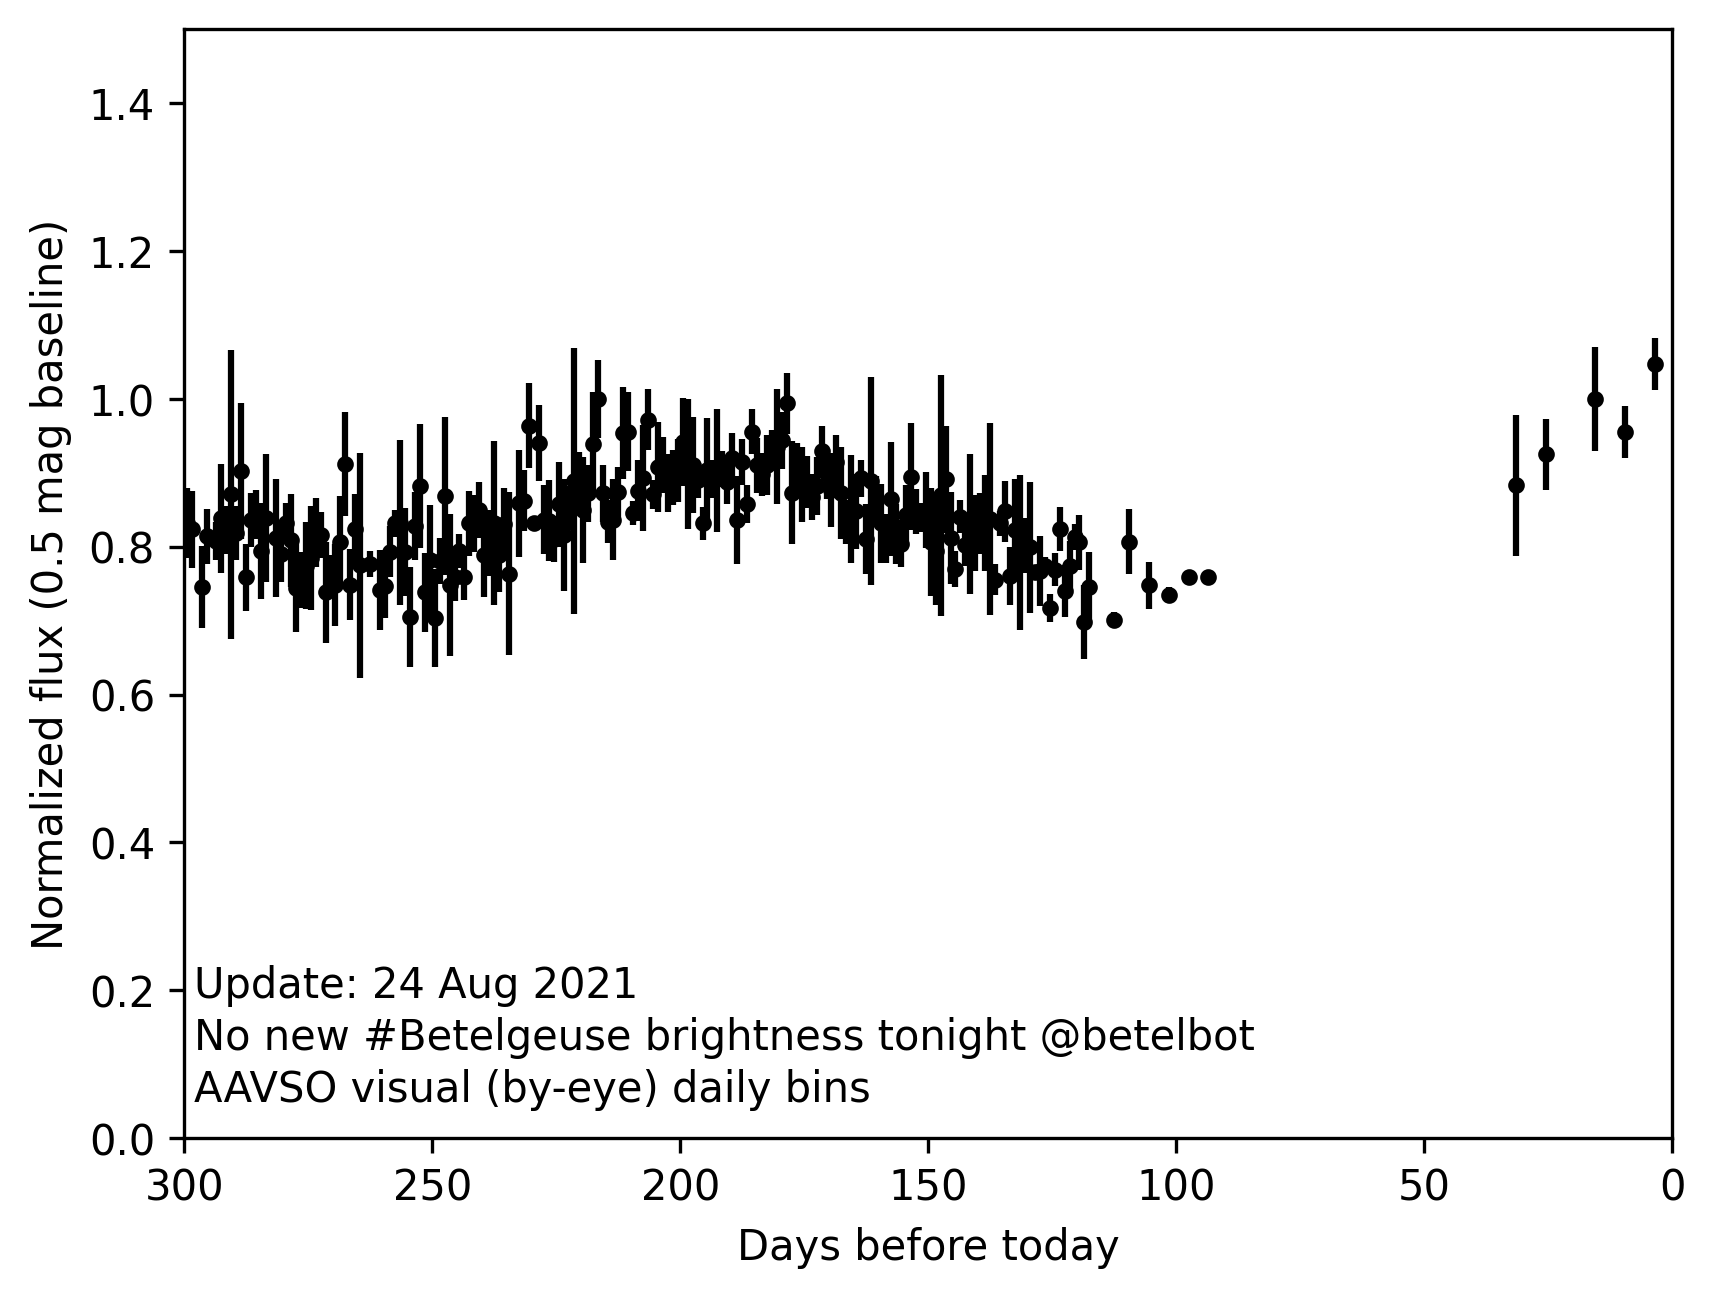 1.4
1.2
1.0
0.8
0.6
0.4
0.2
0.0
Normalized flux (0.5 mag baseline)
Update: 24 Aug 2021
No new #Betelgeuse brightness tonight @betelbot
AAVSO visual (by-eye) daily bins
300 250 200 150 100 50 0
Days before today